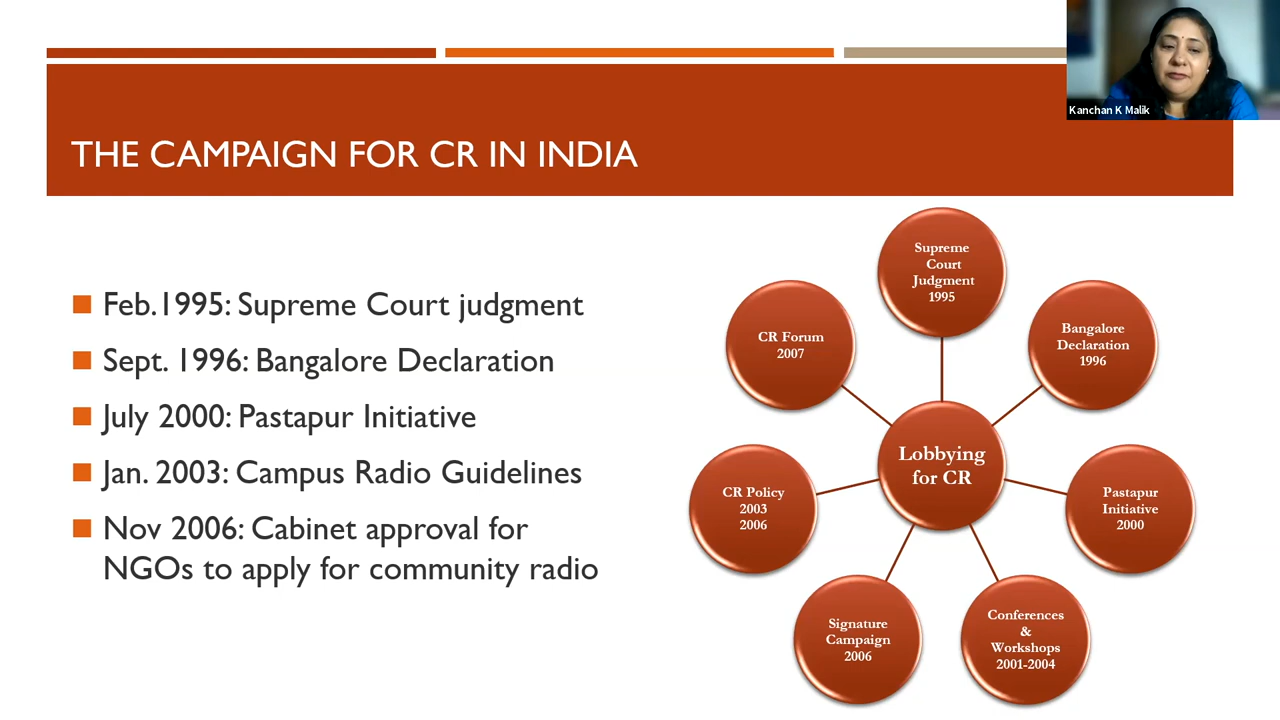 Kanchan K Malik
THE CAMPAIGN FOR CR IN INDIA
Feb.1995: Supreme Court judgment
Sept. 1996: Bangalore Declaration
July 2000: Pastapur Initiative
Jan. 2003: Campus Radio Guidelines
Nov 2006: Cabinet approval for
NGOs to apply for community radio
Supreme
Court
Judgment
1995
Bangalore
Declaration
1996
Pastapur
Initiative
2000
Conferences
&
Workshops
2001-2004
Signature
Campaign
2006
CR Policy
2003
2006
CR Forum
2007
Lobbying
for CR